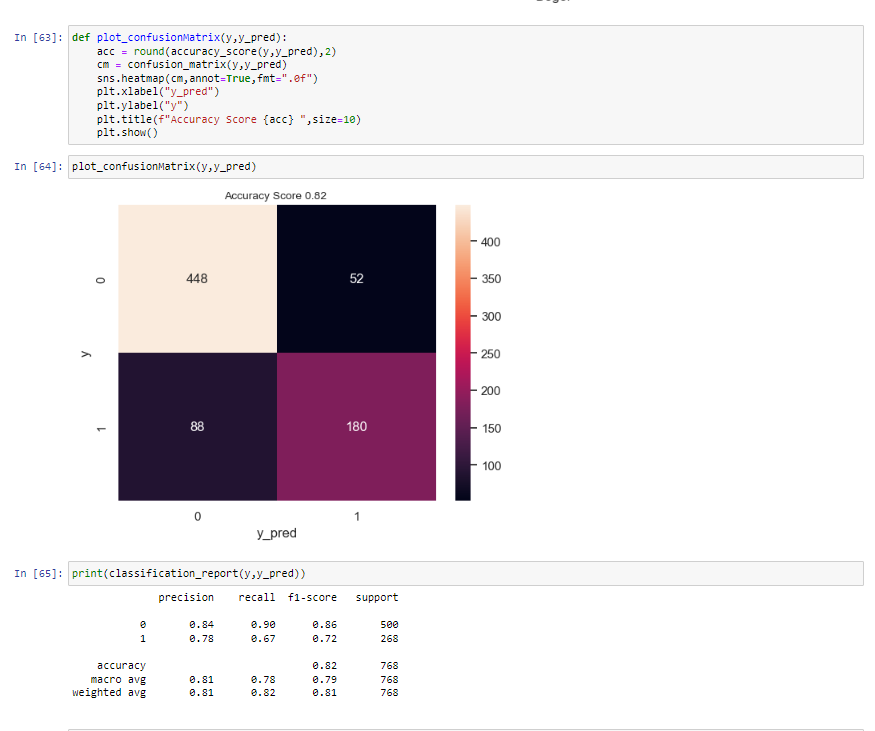 In [63]: def plot_confusionMatrix(y,y_pred):
acc = round(accuracy_score(y,y_pred),2)
cm = confusion_matrix(y,y_pred)
sns.heatmap(cm,annot=True,fmt=".0f")
plt.xlabel("y_pred")
plt.ylabel("y")
plt.title(f"Accuracy Score {acc} ",size=10)
plt.show()
In [64]: plot_confusionMatrix(y,y_pred)
Accuracy Score 0.82
0
448
52
y
1
88
180
0
1
y_pred
400
350
300
250
200
150
100
In [65]: print(classification_report(y,y_pred))
precision recall f1-score support
0 0.84 0.90 0.86 500
1 0.78 0.67 0.72 268
accuracy 0.82 768
macro avg 0.81 0.78 0.79 768
weighted avg 0.81 0.82 0.81 768